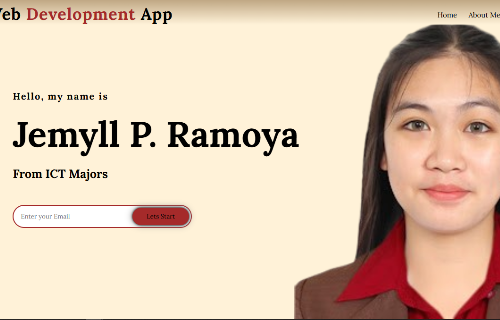 Web Development App
Home About Me
Hello, my name is
Jemyll P. Ramoya
From ICT Majors
Enter your Email
Lets Start